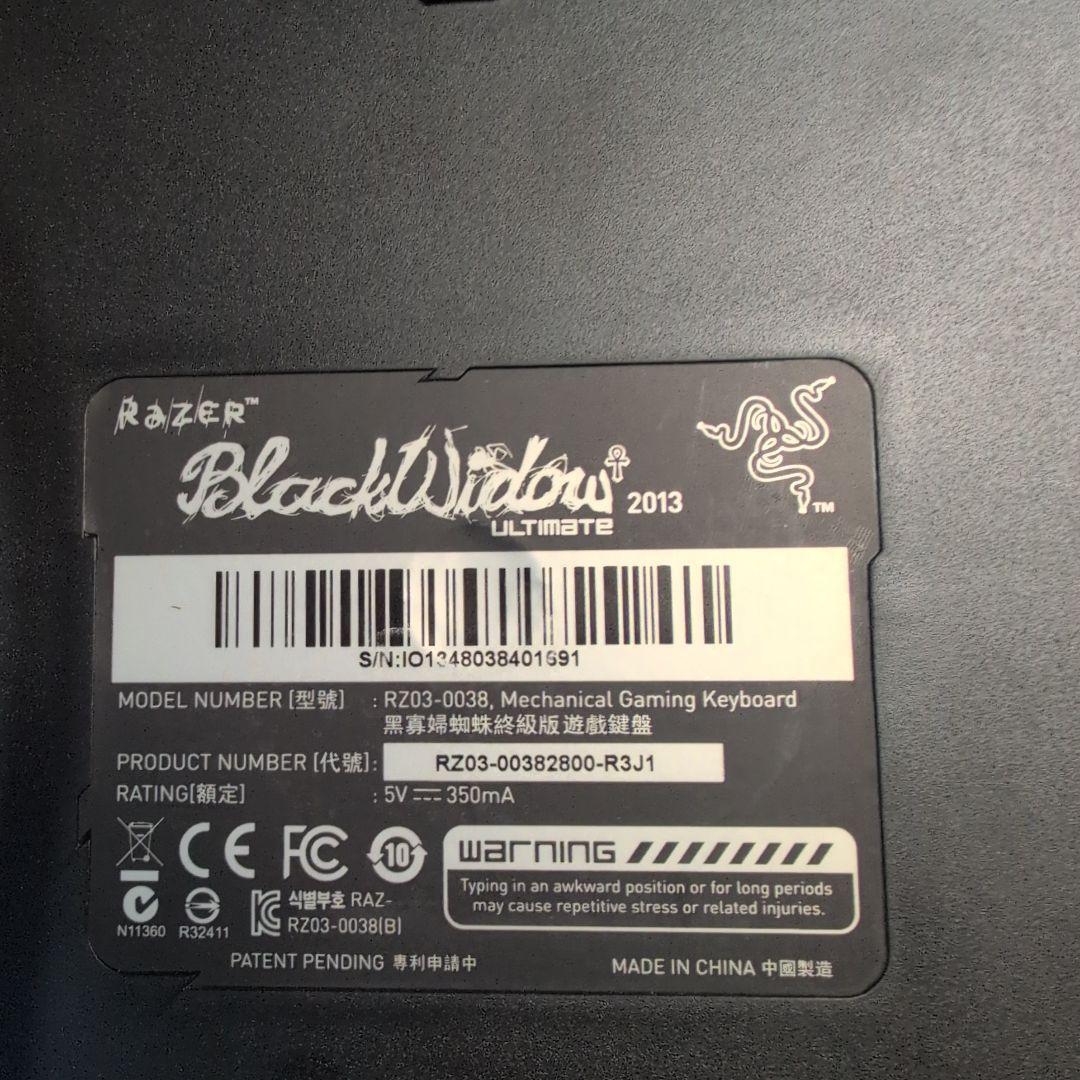 RAZER™
BlackWidow 2013
ULTIMATE
TM
S/N:IO1348038401691
MODEL NUMBER [型號] : RZ03-0038, Mechanical Gaming Keyboard
黑寡婦蜘蛛終級版遊戲鍵盤
PRODUCT NUMBER [代號]: RZ03-00382800-R3J1
RATING[額定] : 5V ⎓ 350mA
CE FC 10 warning
Typing in an awkward position or for long periods
may cause repetitive stress or related injuries.
식별부호 RAZ-
RZ03-0038(B)
N11360 R32411
PATENT PENDING 專利申請中
MADE IN CHINA 中國製造